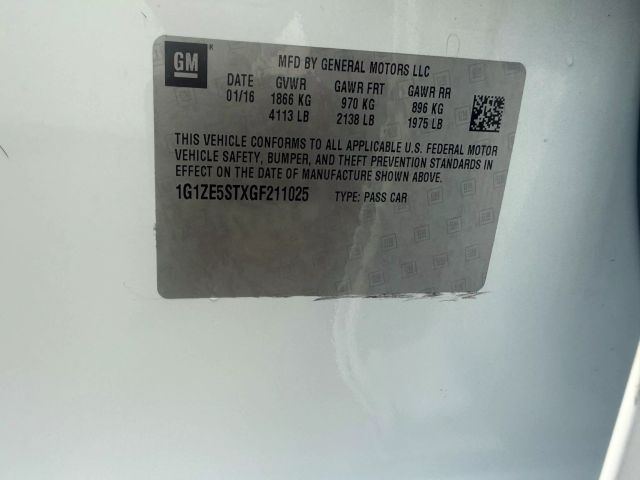 GM
MFD BY GENERAL MOTORS LLC
DATE GVWR GAWR FRT GAWR RR
01/16 1866 KG 970 KG 896 KG
4113 LB 2138 LB 1975 LB
THIS VEHICLE CONFORMS TO ALL APPLICABLE U.S. FEDERAL MOTOR
VEHICLE SAFETY, BUMPER, AND THEFT PREVENTION STANDARDS IN
EFFECT ON THE DATE OF MANUFACTURE SHOWN ABOVE.
1G1ZE5STXGF211025 TYPE: PASS CAR